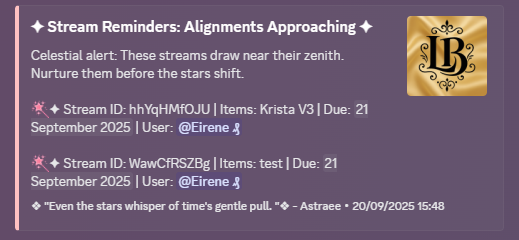 ✦ Stream Reminders: Alignments Approaching ✦
Celestial alert: These streams draw near their zenith.
Nurture them before the stars shift.
✦ Stream ID: hhYqHMfOJU | Items: Krista V3 | Due: 21
September 2025 | User: @Eirene
✦ Stream ID: WawCfRSZBg | Items: test | Due: 21
September 2025 | User: @Eirene
❖ "Even the stars whisper of time's gentle pull. "❖ - Astraee • 20/09/2025 15:48
LB